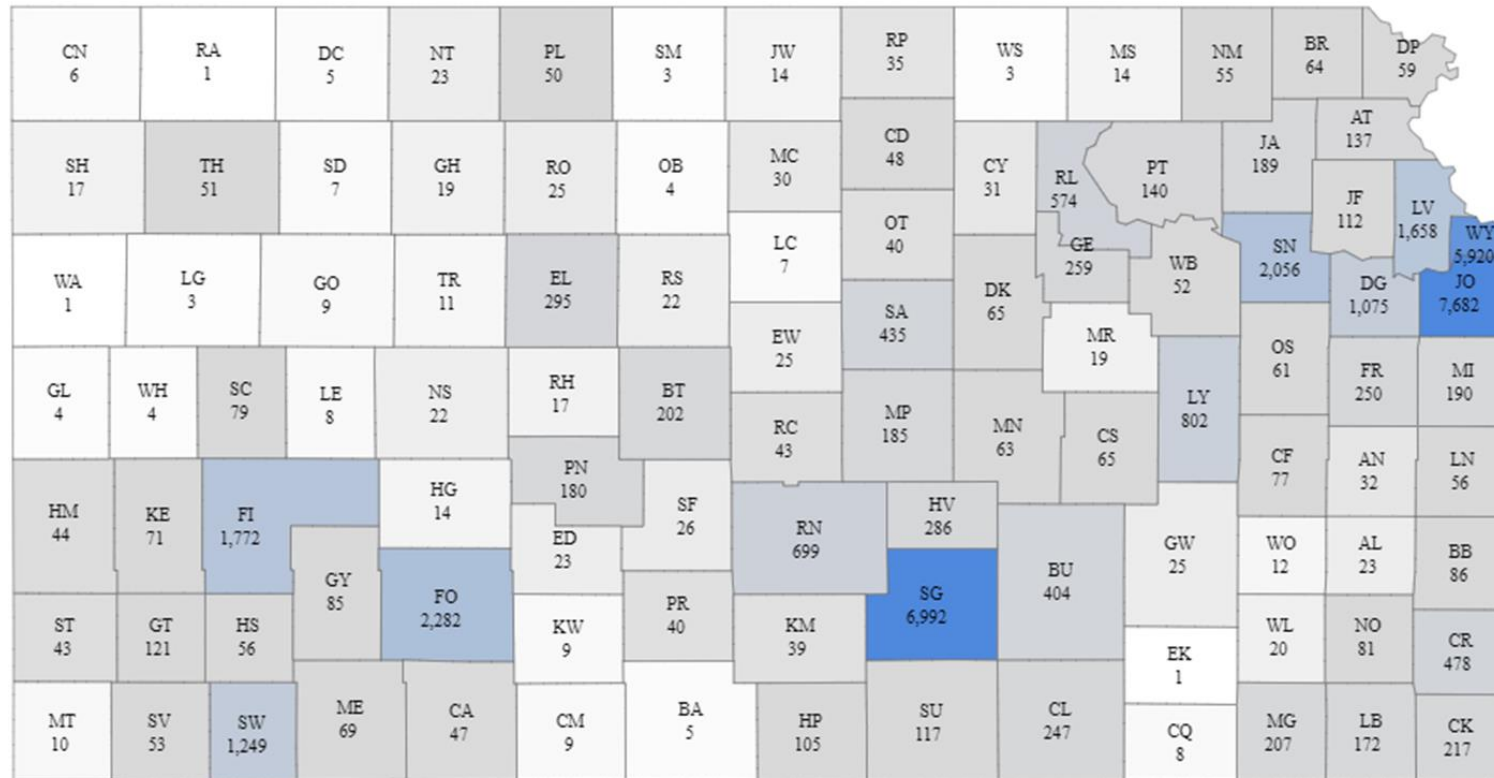 CN
6
RA
1
DC
5
NT
23
PL
50
SM
3
JW
14
RP
35
WS
3
MS
14
NM
55
BR
64
DP
59
SH
17
TH
51
SD
7
GH
19
RO
25
OB
4
MC
30
CD
48
CY
31
RL
574
PT
140
JA
189
AT
137
JF
112
LV
1,658
WY
5,920
WA
1
LG
3
GO
9
TR
11
EL
295
RS
22
LC
7
OT
40
GE
259
WB
52
SN
2,056
DG
1,075
JO
7,682
EW
25
SA
435
DK
65
MR
19
OS
61
FR
250
MI
190
GL
4
WH
4
SC
79
LE
8
NS
22
RH
17
BT
202
RC
43
MP
185
MN
63
CS
65
LY
802
CF
77
AN
32
LN
56
HM
44
KE
71
FI
1,772
HG
14
PN
180
SF
26
RN
699
HV
286
GW
25
WO
12
AL
23
BB
86
GY
85
FO
2,282
ED
23
SG
6,992
BU
404
ST
43
GT
121
HS
56
KW
9
PR
40
KM
39
EK
1
WL
20
NO
81
CR
478
MT
10
SV
53
SW
1,249
ME
69
CA
47
CM
9
BA
5
HP
105
SU
117
CL
247
CQ
8
MG
207
LB
172
CK
217